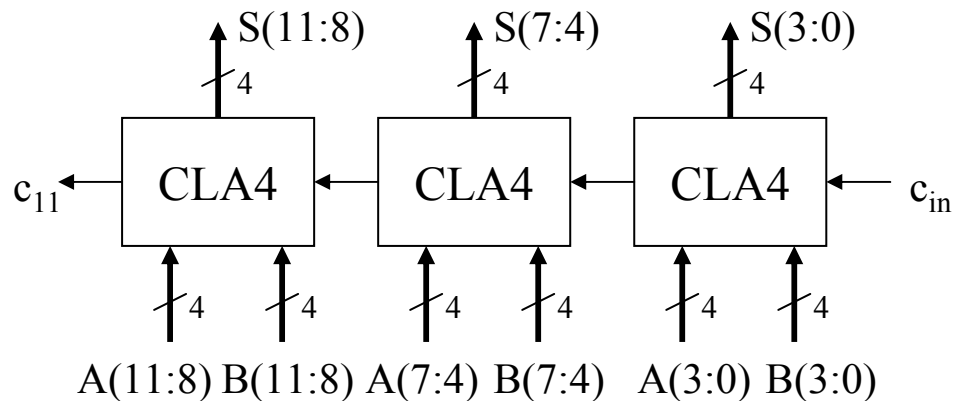 S(11:8) S(7:4) S(3:0)
4 4 4
c11 CLA4 CLA4 CLA4 cin
4 4 4 4 4 4
A(11:8) B(11:8) A(7:4) B(7:4) A(3:0) B(3:0)